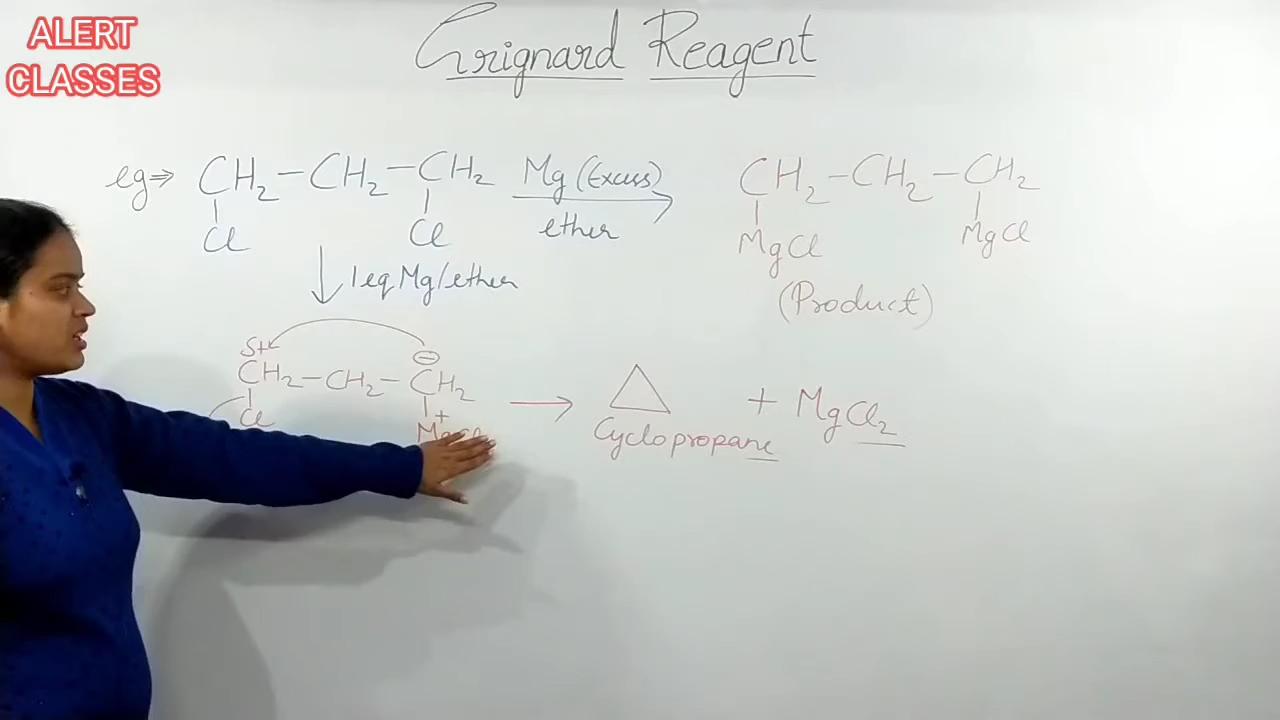 ALERT
CLASSES
Grignard Reagent
eg⇒ CH2–CH2–CH2 Mg (Excess) CH2–CH2–CH2
Cl Cl ether MgCl MgCl
1eq Mg/ether (Product)
δ+ ⊖
CH2–CH2–CH2 → △ + MgCl2
Cl + Cyclopropane